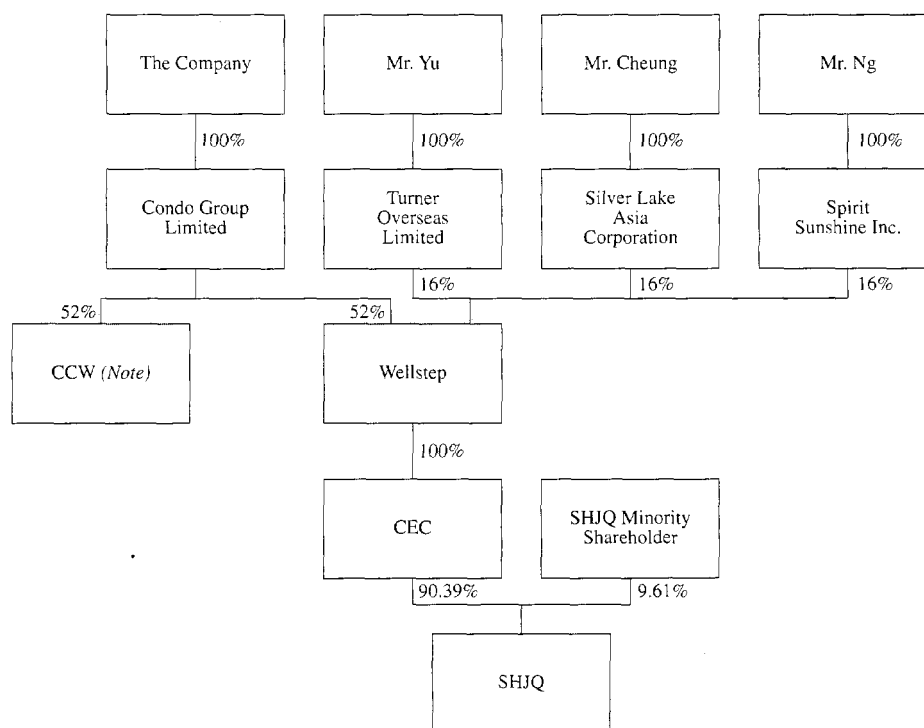 The Company
Mr. Yu
Mr. Cheung
Mr. Ng
100%
100%
100%
100%
Condo Group
Limited
Turner
Overseas
Limited
Silver Lake
Asia
Corporation
Spirit
Sunshine Inc.
16%
16%
16%
52%
52%
CCW (Note)
Wellstep
100%
CEC
SHJQ Minority
Shareholder
90.39%
9.61%
SHJQ